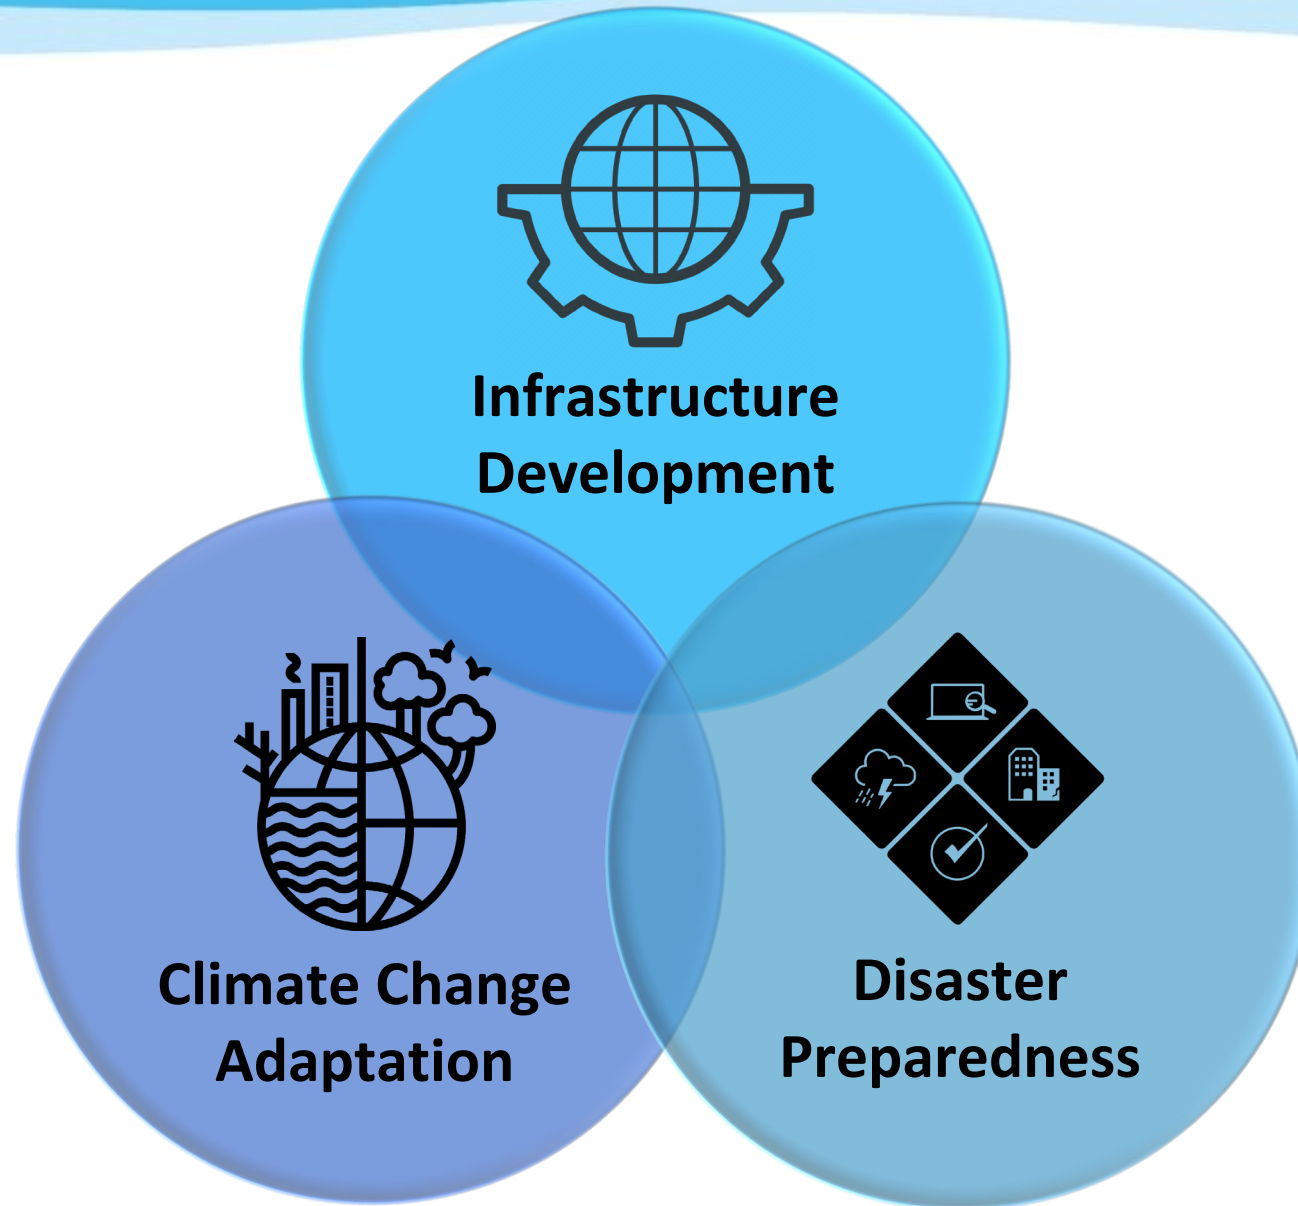 Infrastructure
Development
Climate Change
Adaptation
Disaster
Preparedness